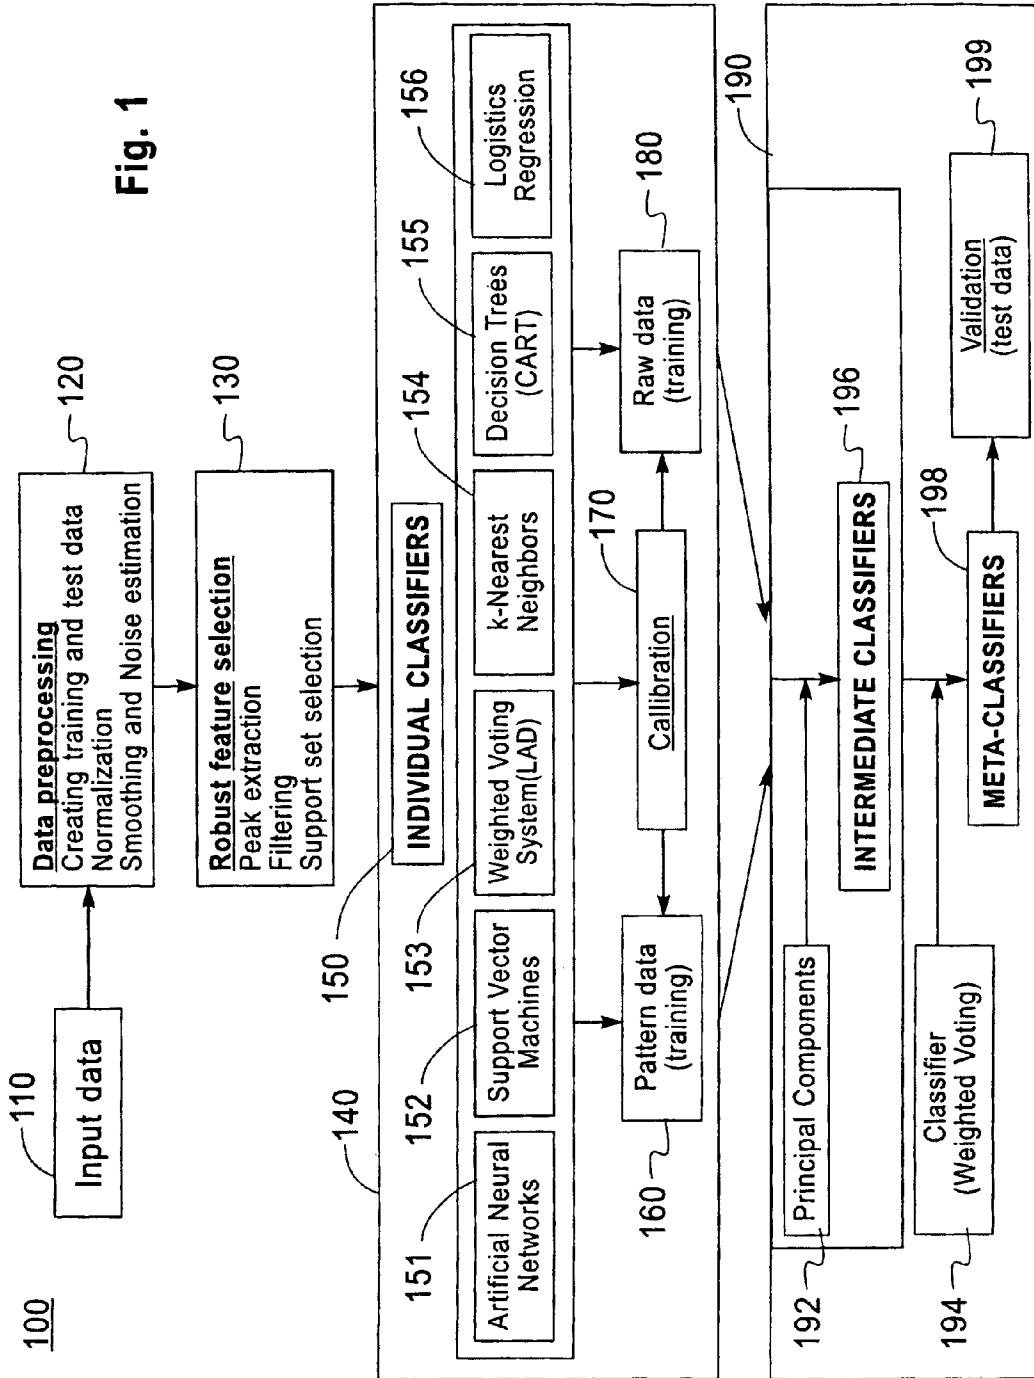 100
Fig. 1
110
Input data
120
Data preprocessing
Creating training and test data
Normalization
Smoothing and Noise estimation
130
Robust feature selection
Peak extraction
Filtering
Support set selection
140
150
INDIVIDUAL CLASSIFIERS
151
Artificial Neural
Networks
152
Support Vector
Machines
153
Weighted Voting
System(LAD)
154
k-Nearest
Neighbors
155
Decision Trees
(CART)
156
Logistics
Regression
160
Pattern data
(training)
170
Callibration
180
Raw data
(training)
190
192
Principal Components
196
INTERMEDIATE CLASSIFIERS
194
Classifier
(Weighted Voting)
198
META-CLASSIFIERS
199
Validation
(test data)